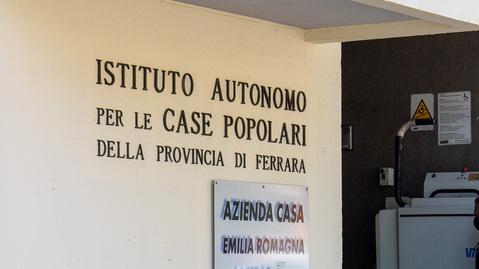 ISTITUTO AUTONOMO
PER LE CASE POPOLARI
DELLA PROVINCIA DI FERRARA
AZIENDA CASA
EMILIA ROMAGNA